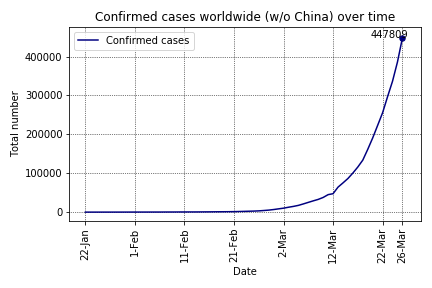 Confirmed cases worldwide (w/o China) over time
Confirmed cases
447809
400000
300000
200000
100000
0
Total number
22-Jan
1-Feb
11-Feb
21-Feb
2-Mar
12-Mar
22-Mar
26-Mar
Date